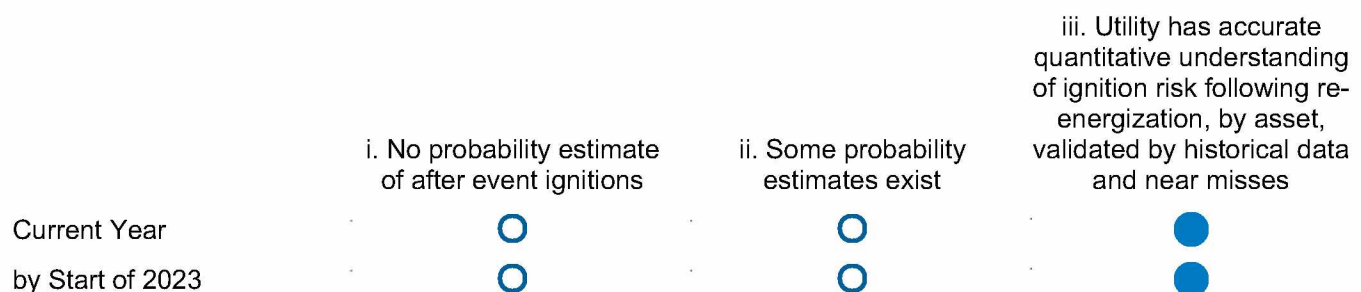 i. No probability estimate
of after event ignitions
ii. Some probability
estimates exist
iii. Utility has accurate
quantitative understanding
of ignition risk following re-
energization, by asset,
validated by historical data
and near misses
Current Year
by Start of 2023